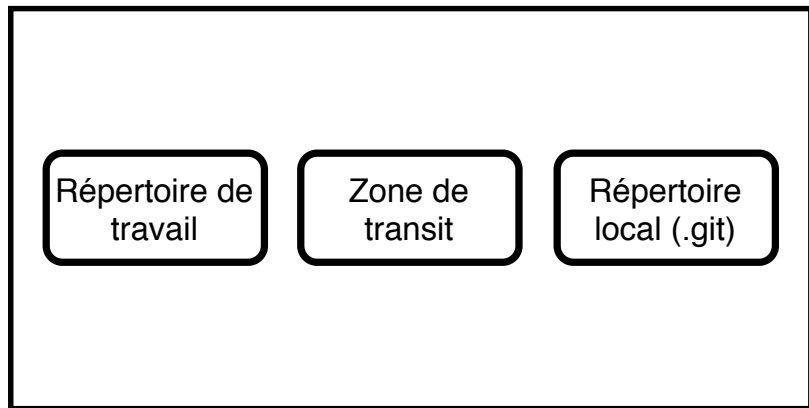 Répertoire de
travail
Zone de
transit
Répertoire
local (.git)